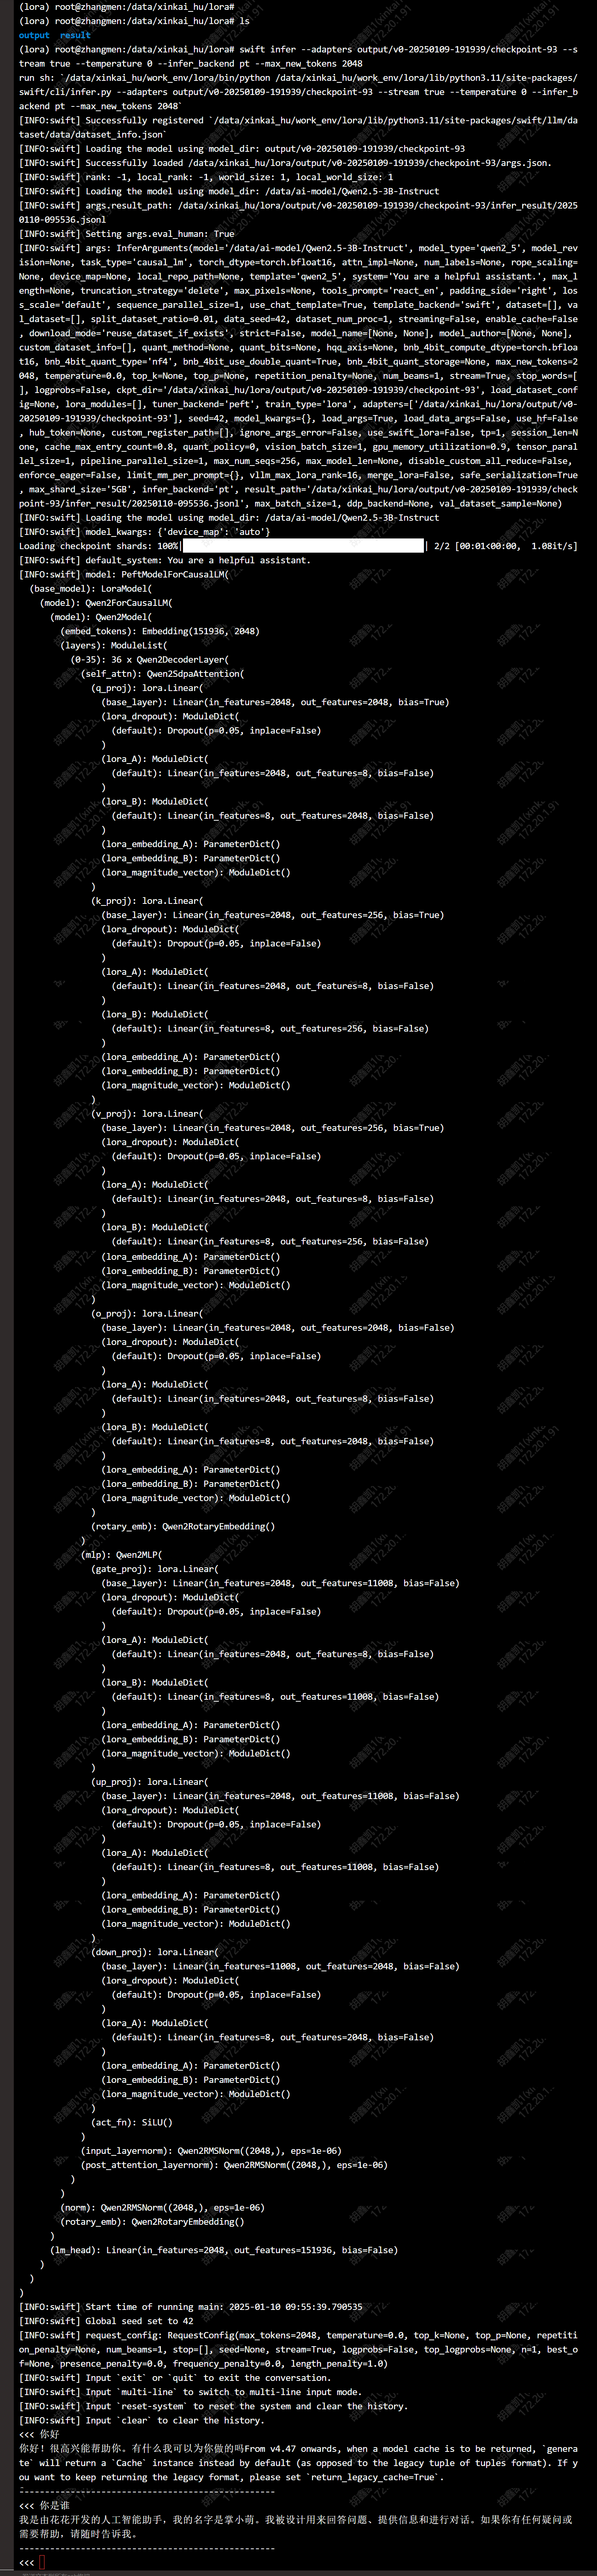 (lora) root@zhangmen:/data/xinkai_hu/lora#
(lora) root@zhangmen:/data/xinkai_hu/lora# ls
output  result
(lora) root@zhangmen:/data/xinkai_hu/lora# swift infer --adapters output/v0-20250109-191939/checkpoint-93 --s
tream true --temperature 0 --infer_backend pt --max_new_tokens 2048
run sh: `/data/xinkai_hu/work_env/lora/bin/python /data/xinkai_hu/work_env/lora/lib/python3.11/site-packages/
swift/cli/infer.py --adapters output/v0-20250109-191939/checkpoint-93 --stream true --temperature 0 --infer_b
ackend pt --max_new_tokens 2048`
[INFO:swift] Successfully registered `/data/xinkai_hu/work_env/lora/lib/python3.11/site-packages/swift/llm/da
taset/data/dataset_info.json`
[INFO:swift] Loading the model using model_dir: output/v0-20250109-191939/checkpoint-93
[INFO:swift] Successfully loaded /data/xinkai_hu/lora/output/v0-20250109-191939/checkpoint-93/args.json.
[INFO:swift] rank: -1, local_rank: -1, world_size: 1, local_world_size: 1
[INFO:swift] Loading the model using model_dir: /data/ai-model/Qwen2.5-3B-Instruct
[INFO:swift] args.result_path: /data/xinkai_hu/lora/output/v0-20250109-191939/checkpoint-93/infer_result/2025
0110-095536.jsonl
[INFO:swift] Setting args.eval_human: True
[INFO:swift] args: InferArguments(model='/data/ai-model/Qwen2.5-3B-Instruct', model_type='qwen2_5', model_rev
ision=None, task_type='causal_lm', torch_dtype=torch.bfloat16, attn_impl=None, num_labels=None, rope_scaling=
None, device_map=None, local_repo_path=None, template='qwen2_5', system='You are a helpful assistant.', max_l
ength=None, truncation_strategy='delete', max_pixels=None, tools_prompt='react_en', padding_side='right', los
s_scale='default', sequence_parallel_size=1, use_chat_template=True, template_backend='swift', dataset=[], va
l_dataset=[], split_dataset_ratio=0.01, data_seed=42, dataset_num_proc=1, streaming=False, enable_cache=False
, download_mode='reuse_dataset_if_exists', strict=False, model_name=[None, None], model_author=[None, None],
custom_dataset_info=[], quant_method=None, quant_bits=None, hqq_axis=None, bnb_4bit_compute_dtype=torch.bfloa
t16, bnb_4bit_quant_type='nf4', bnb_4bit_use_double_quant=True, bnb_4bit_quant_storage=None, max_new_tokens=2
048, temperature=0.0, top_k=None, top_p=None, repetition_penalty=None, num_beams=1, stream=True, stop_words=[
], logprobs=False, ckpt_dir='/data/xinkai_hu/lora/output/v0-20250109-191939/checkpoint-93', load_dataset_conf
ig=None, lora_modules=[], tuner_backend='peft', train_type='lora', adapters=['/data/xinkai_hu/lora/output/v0-
20250109-191939/checkpoint-93'], seed=42, model_kwargs={}, load_args=True, load_data_args=False, use_hf=False
, hub_token=None, custom_register_path=[], ignore_args_error=False, use_swift_lora=False, tp=1, session_len=N
one, cache_max_entry_count=0.8, quant_policy=0, vision_batch_size=1, gpu_memory_utilization=0.9, tensor_paral
lel_size=1, pipeline_parallel_size=1, max_num_seqs=256, max_model_len=None, disable_custom_all_reduce=False,
enforce_eager=False, limit_mm_per_prompt={}, vllm_max_lora_rank=16, merge_lora=False, safe_serialization=True
, max_shard_size='5GB', infer_backend='pt', result_path='/data/xinkai_hu/lora/output/v0-20250109-191939/check
point-93/infer_result/20250110-095536.jsonl', max_batch_size=1, ddp_backend=None, val_dataset_sample=None)
[INFO:swift] Loading the model using model_dir: /data/ai-model/Qwen2.5-3B-Instruct
[INFO:swift] model_kwargs: {'device_map': 'auto'}
Loading checkpoint shards: 100%| | 2/2 [00:01<00:00,  1.08it/s]
[INFO:swift] default_system: You are a helpful assistant.
[INFO:swift] model: PeftModelForCausalLM(
(base_model): LoraModel(
(model): Qwen2ForCausalLM(
(model): Qwen2Model(
(embed_tokens): Embedding(151936, 2048)
(layers): ModuleList(
(0-35): 36 x Qwen2DecoderLayer(
(self_attn): Qwen2SdpaAttention(
(q_proj): lora.Linear(
(base_layer): Linear(in_features=2048, out_features=2048, bias=True)
(lora_dropout): ModuleDict(
(default): Dropout(p=0.05, inplace=False)
)
(lora_A): ModuleDict(
(default): Linear(in_features=2048, out_features=8, bias=False)
)
(lora_B): ModuleDict(
(default): Linear(in_features=8, out_features=2048, bias=False)
)
(lora_embedding_A): ParameterDict()
(lora_embedding_B): ParameterDict()
(lora_magnitude_vector): ModuleDict()
)
(k_proj): lora.Linear(
(base_layer): Linear(in_features=2048, out_features=256, bias=True)
(lora_dropout): ModuleDict(
(default): Dropout(p=0.05, inplace=False)
)
(lora_A): ModuleDict(
(default): Linear(in_features=2048, out_features=8, bias=False)
)
(lora_B): ModuleDict(
(default): Linear(in_features=8, out_features=256, bias=False)
)
(lora_embedding_A): ParameterDict()
(lora_embedding_B): ParameterDict()
(lora_magnitude_vector): ModuleDict()
)
(v_proj): lora.Linear(
(base_layer): Linear(in_features=2048, out_features=256, bias=True)
(lora_dropout): ModuleDict(
(default): Dropout(p=0.05, inplace=False)
)
(lora_A): ModuleDict(
(default): Linear(in_features=2048, out_features=8, bias=False)
)
(lora_B): ModuleDict(
(default): Linear(in_features=8, out_features=256, bias=False)
(lora_embedding_A): ParameterDict()
(lora_embedding_B): ParameterDict()
(lora_magnitude_vector): ModuleDict()
)
(o_proj): lora.Linear(
(base_layer): Linear(in_features=2048, out_features=2048, bias=False)
(lora_dropout): ModuleDict(
(default): Dropout(p=0.05, inplace=False)
)
(lora_A): ModuleDict(
(default): Linear(in_features=2048, out_features=8, bias=False)
)
(lora_B): ModuleDict(
(default): Linear(in_features=8, out_features=2048, bias=False)
)
(lora_embedding_A): ParameterDict()
(lora_embedding_B): ParameterDict()
(lora_magnitude_vector): ModuleDict()
)
(rotary_emb): Qwen2RotaryEmbedding()
)
(mlp): Qwen2MLP(
(gate_proj): lora.Linear(
(base_layer): Linear(in_features=2048, out_features=11008, bias=False)
(lora_dropout): ModuleDict(
(default): Dropout(p=0.05, inplace=False)
)
(lora_A): ModuleDict(
(default): Linear(in_features=2048, out_features=8, bias=False)
)
(lora_B): ModuleDict(
(default): Linear(in_features=8, out_features=11008, bias=False)
)
(lora_embedding_A): ParameterDict()
(lora_embedding_B): ParameterDict()
(lora_magnitude_vector): ModuleDict()
)
(up_proj): lora.Linear(
(base_layer): Linear(in_features=2048, out_features=11008, bias=False)
(lora_dropout): ModuleDict(
(default): Dropout(p=0.05, inplace=False)
)
(lora_A): ModuleDict(
(default): Linear(in_features=8, out_features=11008, bias=False)
)
(lora_embedding_A): ParameterDict()
(lora_embedding_B): ParameterDict()
(lora_magnitude_vector): ModuleDict()
)
(down_proj): lora.Linear(
(base_layer): Linear(in_features=11008, out_features=2048, bias=False)
(lora_dropout): ModuleDict(
(default): Dropout(p=0.05, inplace=False)
)
(lora_A): ModuleDict(
(default): Linear(in_features=8, out_features=2048, bias=False)
)
(lora_embedding_A): ParameterDict()
(lora_embedding_B): ParameterDict()
(lora_magnitude_vector): ModuleDict()
)
(act_fn): SiLU()
)
(input_layernorm): Qwen2RMSNorm((2048,), eps=1e-06)
(post_attention_layernorm): Qwen2RMSNorm((2048,), eps=1e-06)
)
)
(norm): Qwen2RMSNorm((2048,), eps=1e-06)
(rotary_emb): Qwen2RotaryEmbedding()
)
(lm_head): Linear(in_features=2048, out_features=151936, bias=False)
)
)
)
[INFO:swift] Start time of running main: 2025-01-10 09:55:39.790535
[INFO:swift] Global seed set to 42
[INFO:swift] request_config: RequestConfig(max_tokens=2048, temperature=0.0, top_k=None, top_p=None, repetiti
on_penalty=None, num_beams=1, stop=[], seed=None, stream=True, logprobs=False, top_logprobs=None, n=1, best_o
f=None, presence_penalty=0.0, frequency_penalty=0.0, length_penalty=1.0)
[INFO:swift] Input `exit` or `quit` to exit the conversation.
[INFO:swift] Input `multi-line` to switch to multi-line input mode.
[INFO:swift] Input `reset-system` to reset the system and clear the history.
[INFO:swift] Input `clear` to clear the history.
<<< 你好
你好！很高兴能帮助你。有什么我可以为你做的吗From v4.47 onwards, when a model cache is to be returned, `genera
te` will return a `Cache` instance instead by default (as opposed to the legacy tuple of tuples format). If y
ou want to keep returning the legacy format, please set `return_legacy_cache=True`.
--------------------------------------------------
<<< 你是谁
我是由花花开发的人工智能助手，我的名字是掌小萌。我被设计用来回答问题、提供信息和进行对话。如果你有任何疑问或
需要帮助，请随时告诉我。
--------------------------------------------------
<<<